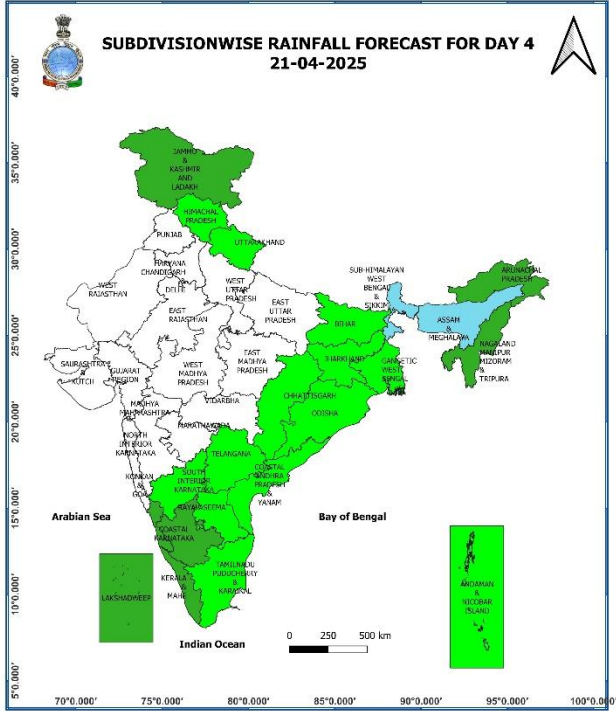 SUBDIVISIONWISE RAINFALL FORECAST FOR DAY 4
21-04-2025
40°0.000'
35°0.000'
30°0.000'
25°0.000'
20°0.000'
15°0.000'
10°0.000'
5°0.000'
JAMMU
&
KASHMIR
AND
LADAKH
HIMACHAL
PRADESH
PUNJAB
UTTARAKHAND
HARYANA
CHANDIGARH
&
DELHI
WEST
UTTAR
PRADESH
WEST
RAJASTHAN
EAST
RAJASTHAN
EAST
UTTAR
PRADESH
SUB-HIMALAYAN
WEST
BENGAL
&
SIKKIM
ARUNACHAL
PRADESH
ASSAM
&
MEGHALAYA
NAGALAND
MANIPUR
MIZORAM
&
TRIPURA
BIHAR
JHARKHAND
GANGETIC
WEST
BENGAL
SAURASHTRA
&
KUTCH
GUJARAT
REGION
WEST
MADHYA
PRADESH
EAST
MADHYA
PRADESH
CHHATTISGARH
ODISHA
MADHYA
MAHARASHTRA
VIDARBHA
MARATHAWADA
NORTH
INTERIOR
KARNATAKA
KONKAN
&
GOA
TELANGANA
SOUTH
INTERIOR
KARNATAKA
COASTAL
ANDHRA
PRADESH
&
YANAM
RAYALSEEMA
COASTAL
KARNATAKA
TAMILNADU
PUDUCHERRY
&
KARAIKAL
KERALA
&
MAHE
LAKSHADWEEP
ANDAMAN
&
NICOBAR
ISLAND
Arabian Sea
Bay of Bengal
Indian Ocean
0 250 500 km
70°0.000' 75°0.000' 80°0.000' 85°0.000' 90°0.000' 95°0.000' 100°0.000'